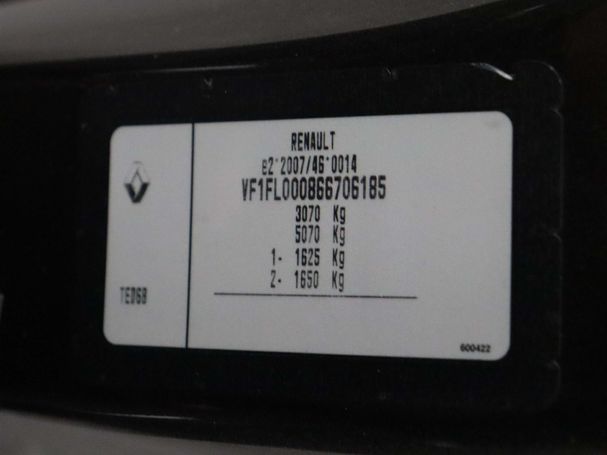 RENAULT
e2*2007/46*0014
VF1FL000866706185
3070 Kg
5070 Kg
1- 1625 Kg
2- 1650 Kg
TED68
600422